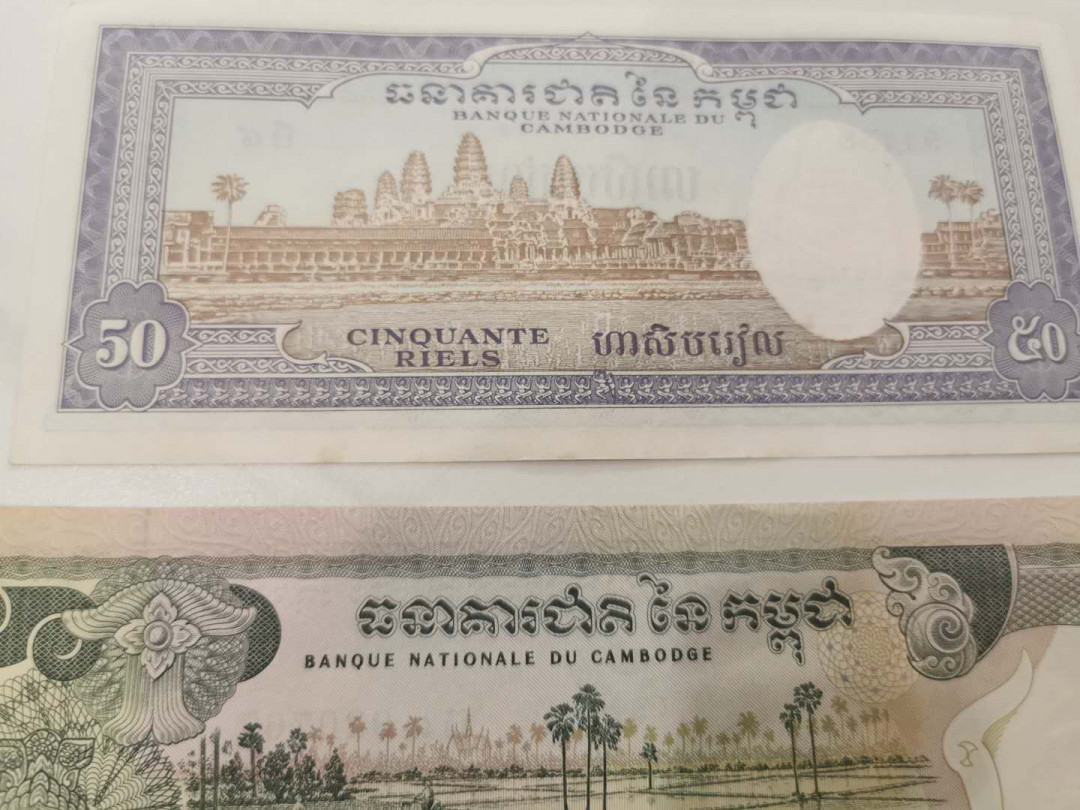 ធនាគារជាតិ នៃ កម្ពុជា
BANQUE NATIONALE DU
CAMBODGE
CINQUANTE
RIELS
ហាសិបរៀល
50
៥០
ធនាគារជាតិ នៃ កម្ពុជា
BANQUE NATIONALE DU CAMBODGE